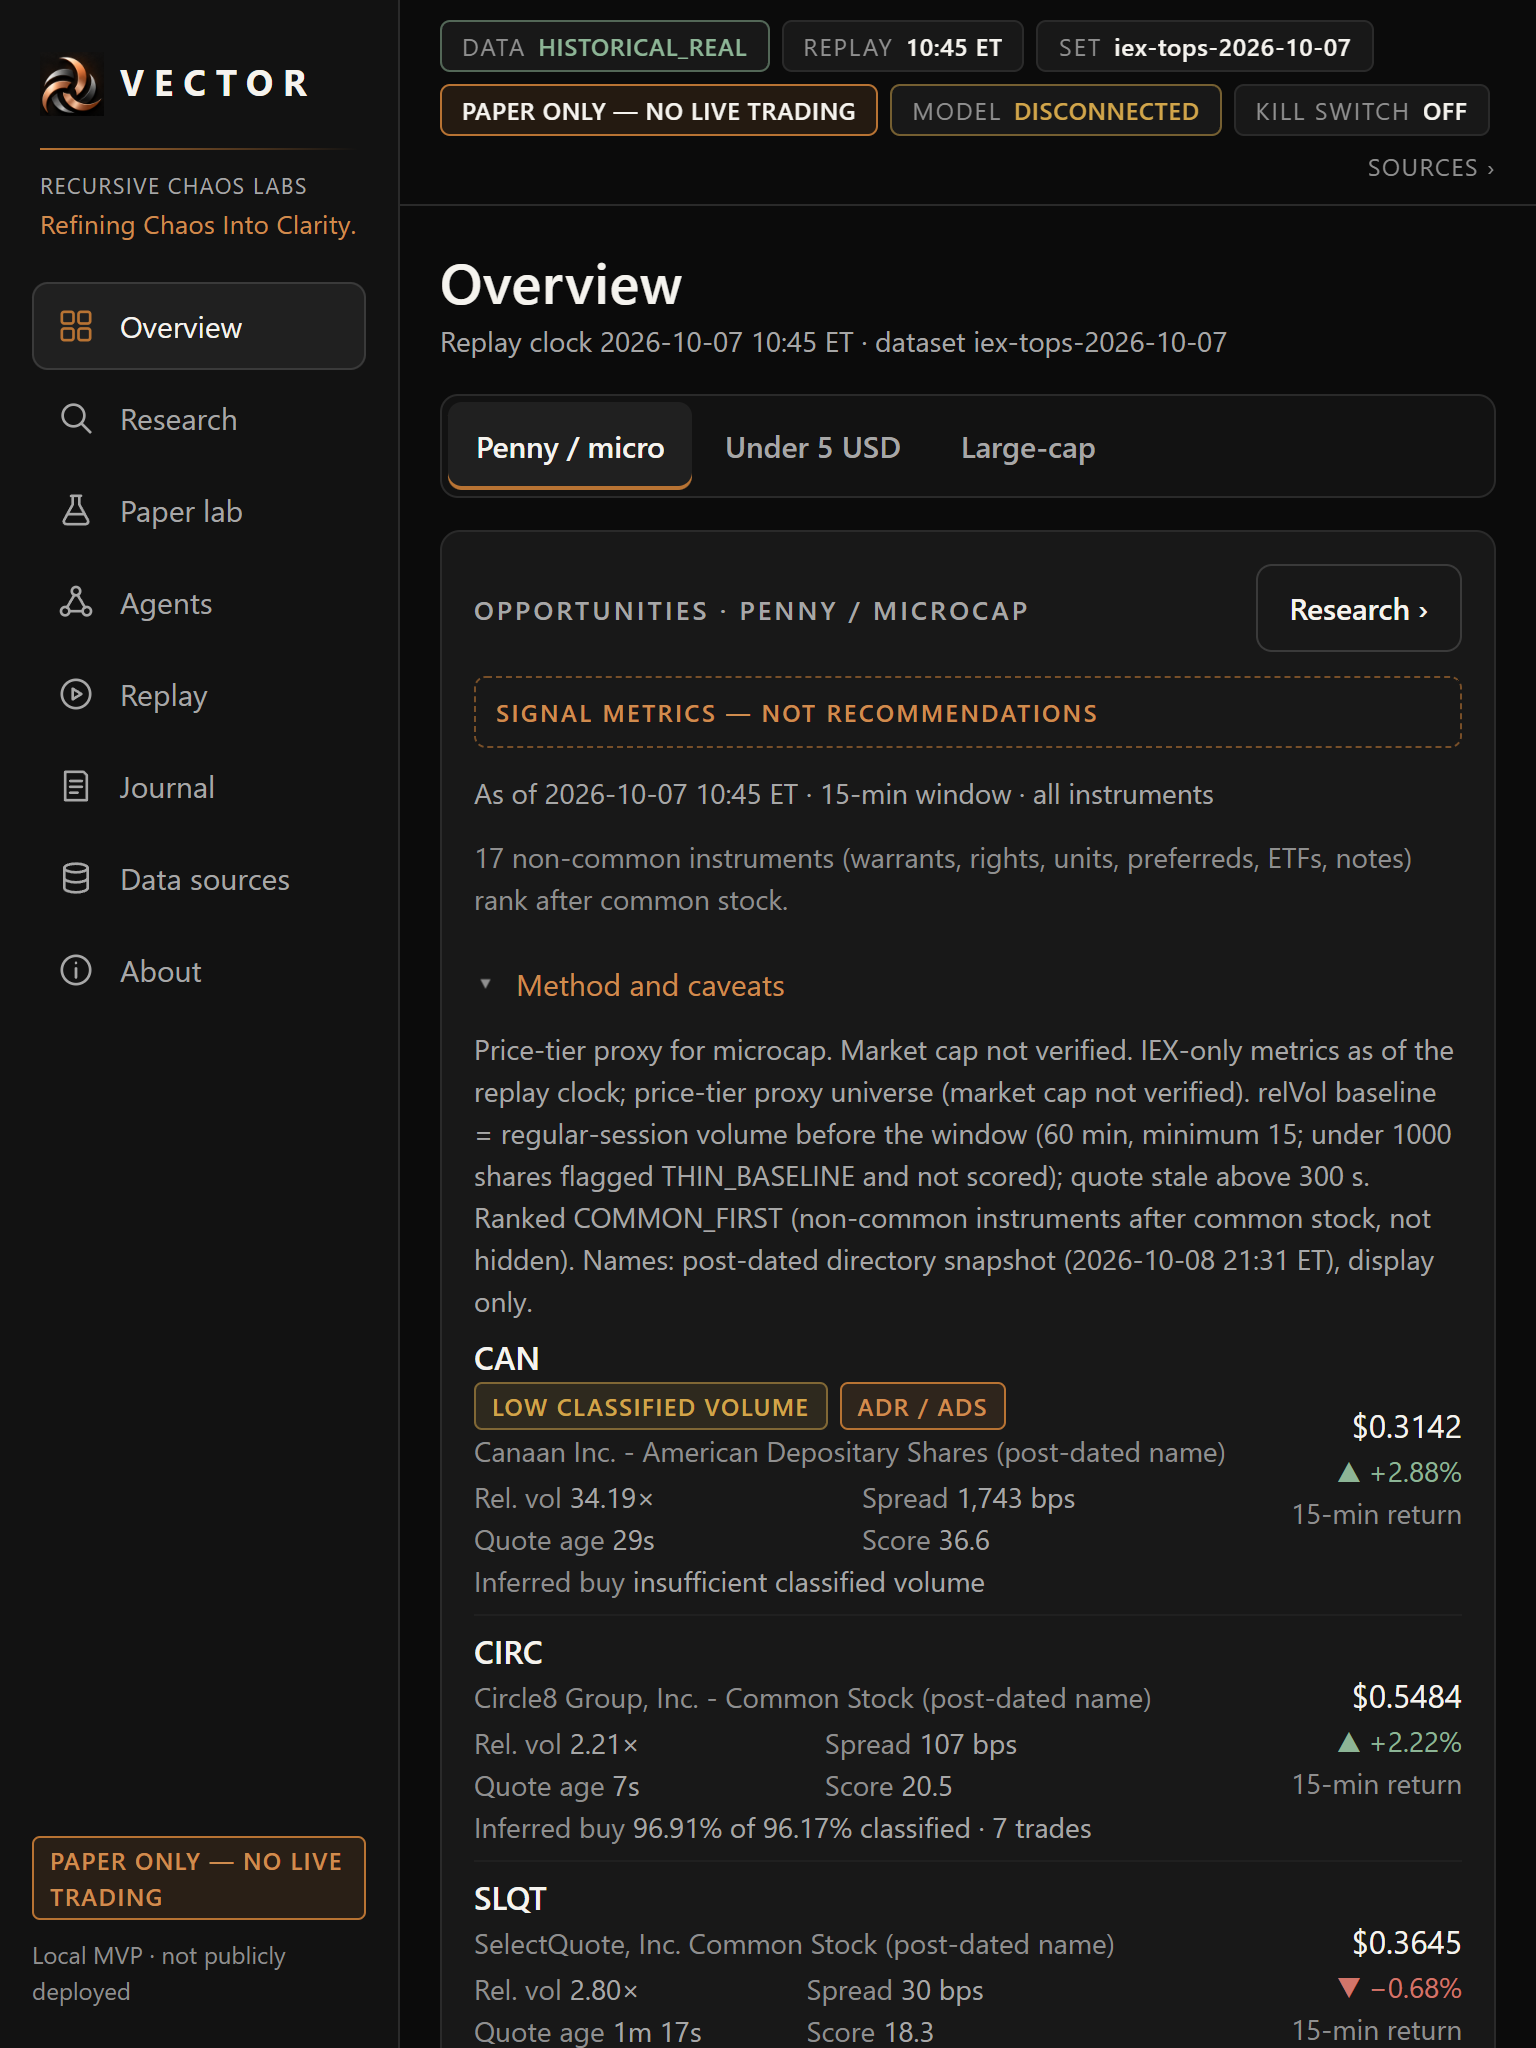 VECTOR
RECURSIVE CHAOS LABS
Refining Chaos Into Clarity.
Overview
Research
Paper lab
Agents
Replay
Journal
Data sources
About
PAPER ONLY — NO LIVE
TRADING
Local MVP · not publicly
deployed
DATA HISTORICAL_REAL
REPLAY 10:45 ET
SET iex-tops-2026-10-07
PAPER ONLY — NO LIVE TRADING
MODEL DISCONNECTED
KILL SWITCH OFF
SOURCES ›
Overview
Replay clock 2026-10-07 10:45 ET · dataset iex-tops-2026-10-07
Penny / micro
Under 5 USD
Large-cap
OPPORTUNITIES · PENNY / MICROCAP
Research ›
SIGNAL METRICS — NOT RECOMMENDATIONS
As of 2026-10-07 10:45 ET · 15-min window · all instruments
17 non-common instruments (warrants, rights, units, preferreds, ETFs, notes)
rank after common stock.
▼ Method and caveats
Price-tier proxy for microcap. Market cap not verified. IEX-only metrics as of the
replay clock; price-tier proxy universe (market cap not verified). relVol baseline
= regular-session volume before the window (60 min, minimum 15; under 1000
shares flagged THIN_BASELINE and not scored); quote stale above 300 s.
Ranked COMMON_FIRST (non-common instruments after common stock, not
hidden). Names: post-dated directory snapshot (2026-10-08 21:31 ET), display
only.
CAN
LOW CLASSIFIED VOLUME
ADR / ADS
Canaan Inc. - American Depositary Shares (post-dated name)
Rel. vol 34.19×
Spread 1,743 bps
Quote age 29s
Score 36.6
Inferred buy insufficient classified volume
$0.3142
▲ +2.88%
15-min return
CIRC
Circle8 Group, Inc. - Common Stock (post-dated name)
Rel. vol 2.21×
Spread 107 bps
Quote age 7s
Score 20.5
Inferred buy 96.91% of 96.17% classified · 7 trades
$0.5484
▲ +2.22%
15-min return
SLQT
SelectQuote, Inc. Common Stock (post-dated name)
Rel. vol 2.80×
Spread 30 bps
Quote age 1m 17s
Score 18.3
$0.3645
▼ −0.68%
15-min return